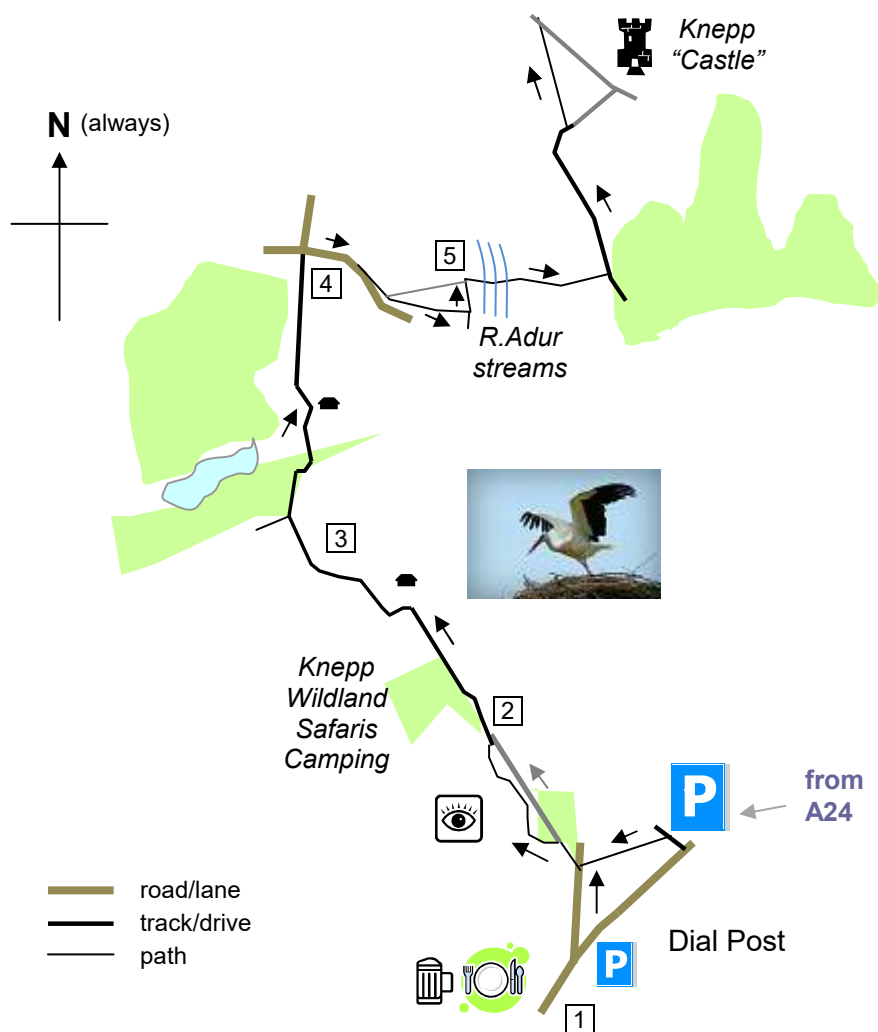 Knepp
“Castle”
N (always)
5
4
R.Adur
streams
3
Knepp
Wildland
Safaris
Camping
2
P
from
A24
road/lane
track/drive
path
Dial Post
P
1